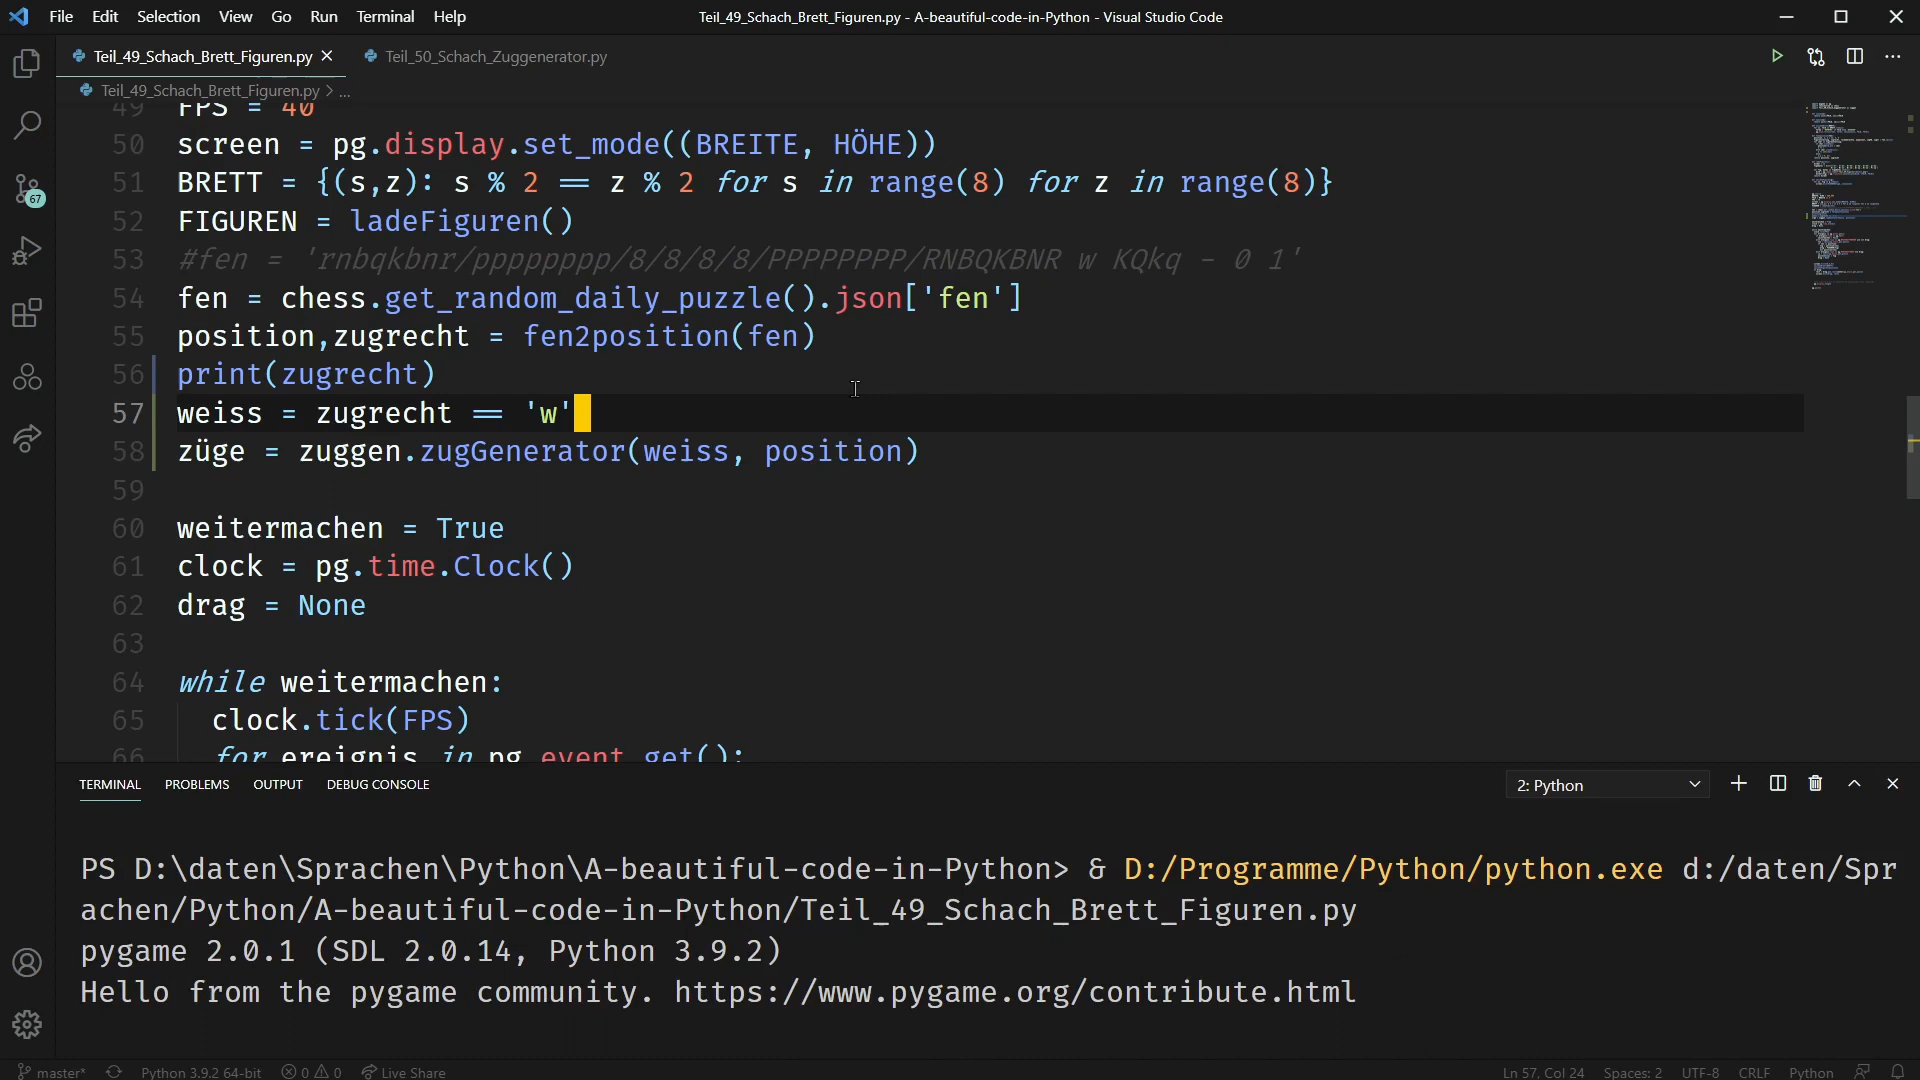 File Edit Selection View Go Run Terminal Help Teil_49_Schach_Brett_Figuren.py - A-beautiful-code-in-Python - Visual Studio Code
Teil_49_Schach_Brett_Figuren.py Teil_50_Schach_Zuggenerator.py
Teil_49_Schach_Brett_Figuren.py > ...
49 FPS = 40
50 screen = pg.display.set_mode((BREITE, HÖHE))
51 BRETT = {(s,z): s % 2 == z % 2 for s in range(8) for z in range(8)}
52 FIGUREN = ladeFiguren()
53 #fen = 'rnbqkbnr/pppppppp/8/8/8/8/PPPPPPPP/RNBQKBNR w KQkq - 0 1'
54 fen = chess.get_random_daily_puzzle().json['fen']
55 position,zugrecht = fen2position(fen)
56 print(zugrecht)
57 weiss = zugrecht == 'w'
58 züge = zuggen.zugGenerator(weiss, position)
59
60 weitermachen = True
61 clock = pg.time.Clock()
62 drag = None
63
64 while weitermachen:
65 clock.tick(FPS)
66 for ereignis in pg.event.get():
67
TERMINAL PROBLEMS OUTPUT DEBUG CONSOLE 2: Python
PS D:\daten\Sprachen\Python\A-beautiful-code-in-Python> & D:/Programme/Python/python.exe d:/daten/Spr
achen/Python/A-beautiful-code-in-Python/Teil_49_Schach_Brett_Figuren.py
pygame 2.0.1 (SDL 2.0.14, Python 3.9.2)
Hello from the pygame community. https://www.pygame.org/contribute.html
master* Python 3.9.2 64-bit 0 0 Live Share Ln 57, Col 24 Spaces: 2 UTF-8 CRLF Python